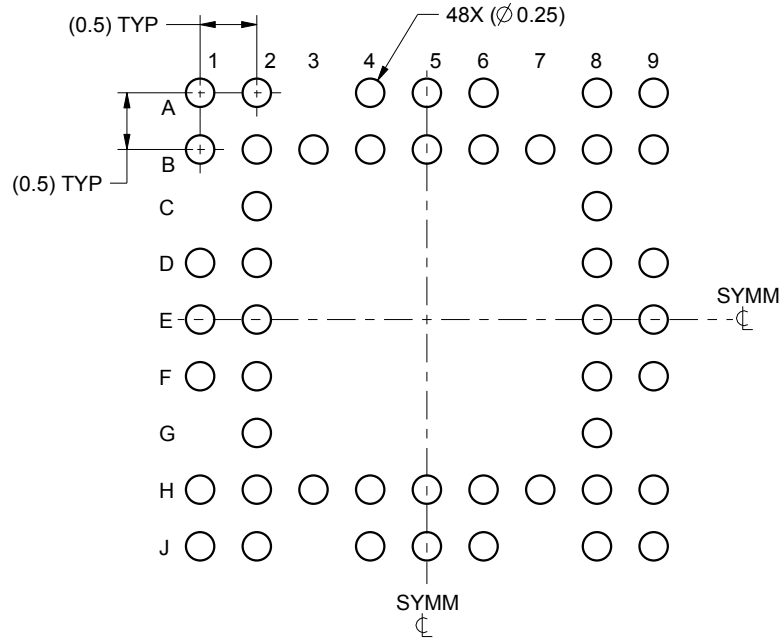 (0.5) TYP
48X (∅ 0.25)
1 2 3 4 5 6 7 8 9
A
B
(0.5) TYP
C
D
SYMM
℄
E
F
G
H
J
SYMM
℄